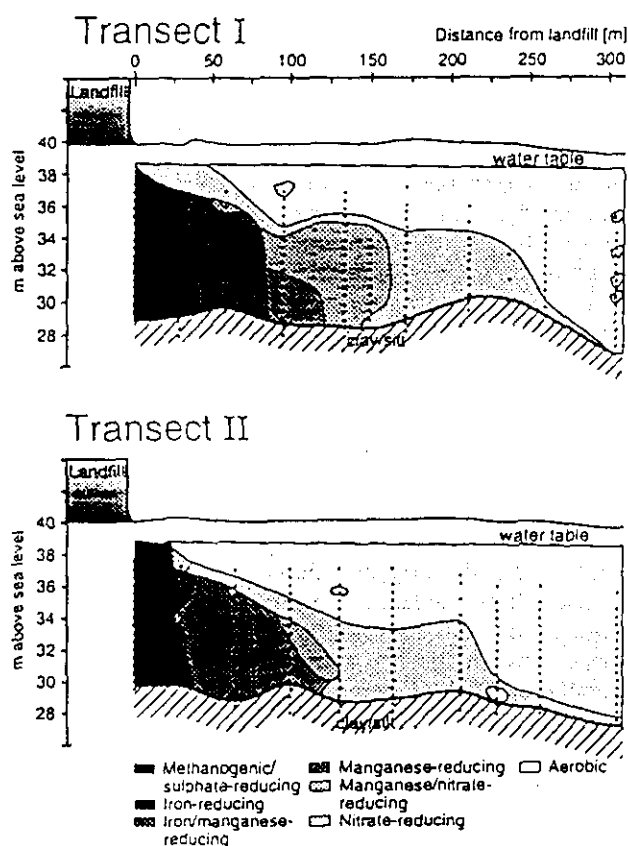 Transect I
Distance from landfill [m]
0 50 100 150 200 250 300
Landfill
40
38
36
34
32
30
28
m above sea level
water table
clay/silt
Transect II
Landfill
40
38
36
34
32
30
28
m above sea level
water table
clay/silt
Methanogenic/
sulphate-reducing
Iron-reducing
Iron/manganese-
reducing
Manganese-reducing
Manganese/nitrate-
reducing
Nitrate-reducing
Aerobic